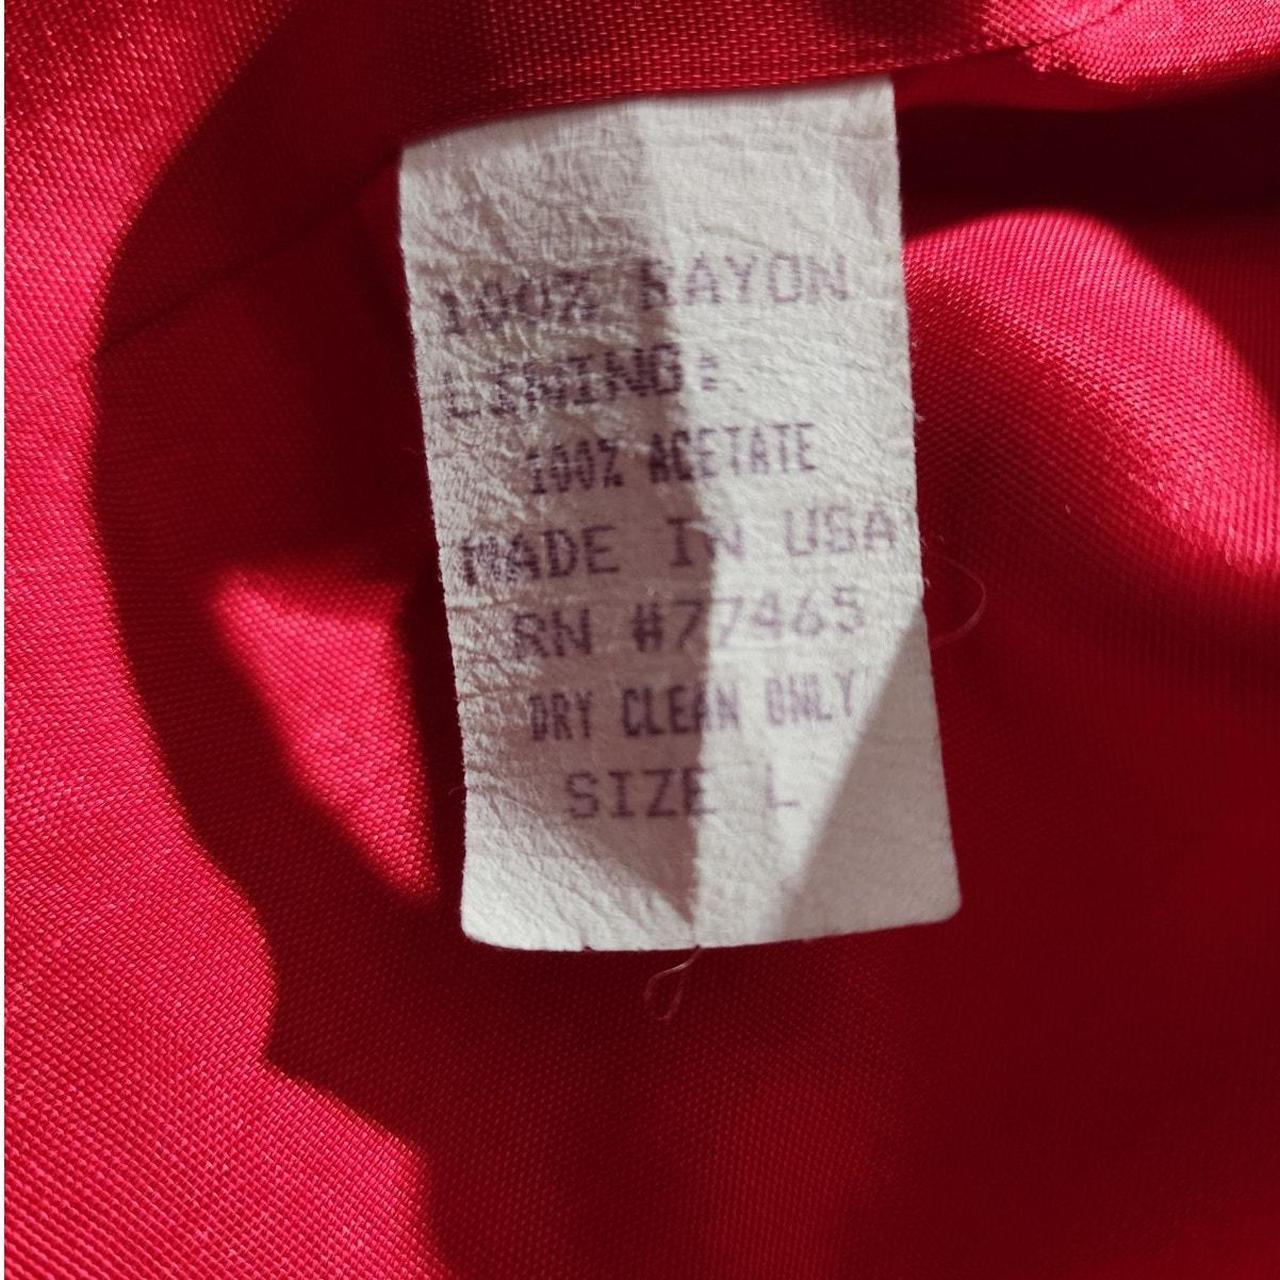 100% RAYON
LINING:
100% ACETATE
MADE IN USA
RN #77465
DRY CLEAN ONLY
SIZE L